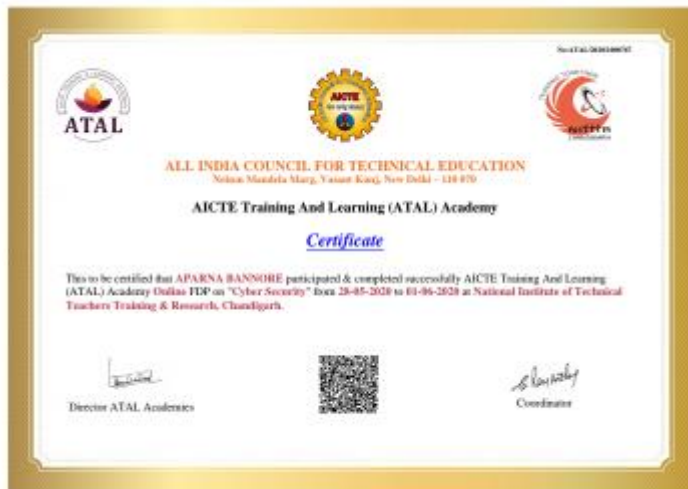 ATAL
AICTE
ALL INDIA COUNCIL FOR TECHNICAL EDUCATION
Nelson Mandela Marg, Vasant Kunj, New Delhi – 110 070
AICTE Training And Learning (ATAL) Academy
Certificate
This to be certified that APARNA BANNORE participated & completed successfully AICTE Training And Learning
(ATAL) Academy Online FDP on "Cyber Security" from 28-05-2020 to 01-06-2020 at National Institute of Technical
Teachers Training & Research, Chandigarh.
Director ATAL Academies
Coordinator